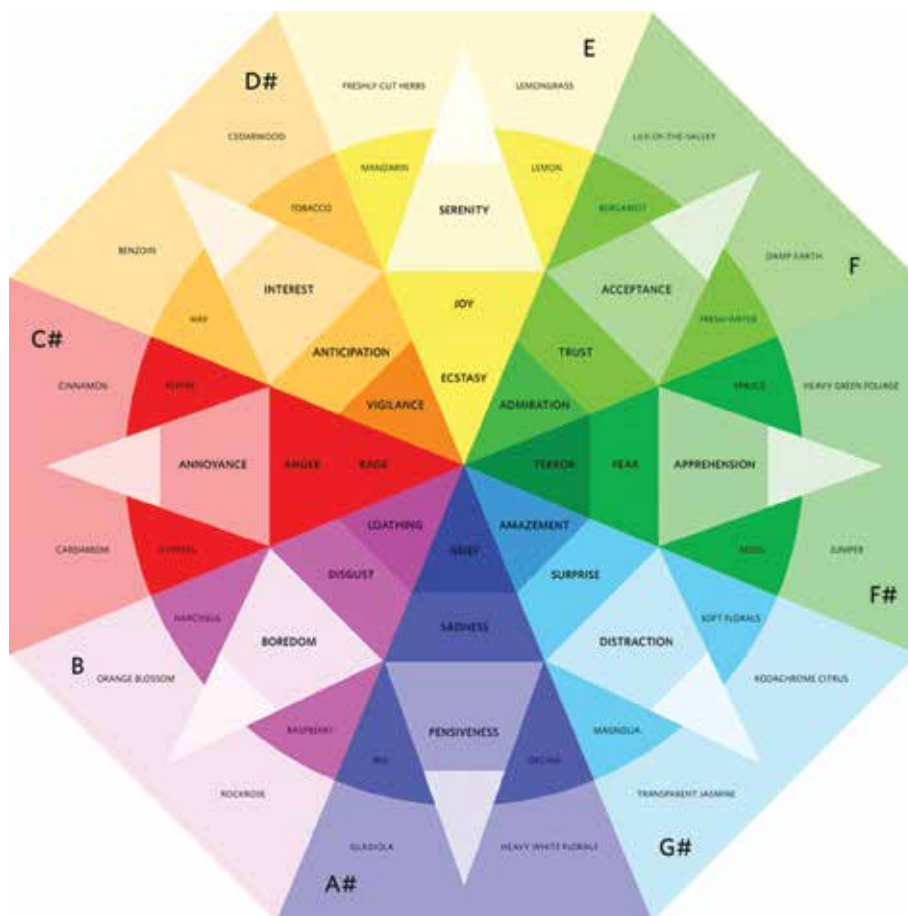 E
D#
FRESHLY CUT HERBS
LEMONGRASS
CEDARWOOD
LILY-OF-THE-VALLEY
MANDARIN
LEMON
TOBACCO
SERENITY
BERGAMOT
BENZOIN
DAMP EARTH
F
INTEREST
ACCEPTANCE
JOY
HAY
FRESH WATER
C#
ANTICIPATION
TRUST
ECSTASY
CINNAMON
SPRUCE
HEAVY GREEN FOLIAGE
VIGILANCE
ADMIRATION
ANNOYANCE
ANGER
RAGE
TERROR
FEAR
APPREHENSION
LOATHING
AMAZEMENT
CARDAMOM
CYPRESS
GRIEF
MOSS
JUNIPER
DISGUST
SURPRISE
F#
NARCISSUS
SOFT FLORALS
SADNESS
BOREDOM
DISTRACTION
B
ORANGE BLOSSOM
KODACHROME CITRUS
RASPBERRY
PENSIVENESS
MAGNOLIA
IRIS
ORCHID
ROCKROSE
TRANSPARENT JASMINE
GLADIOLA
HEAVY WHITE FLORALS
G#
A#